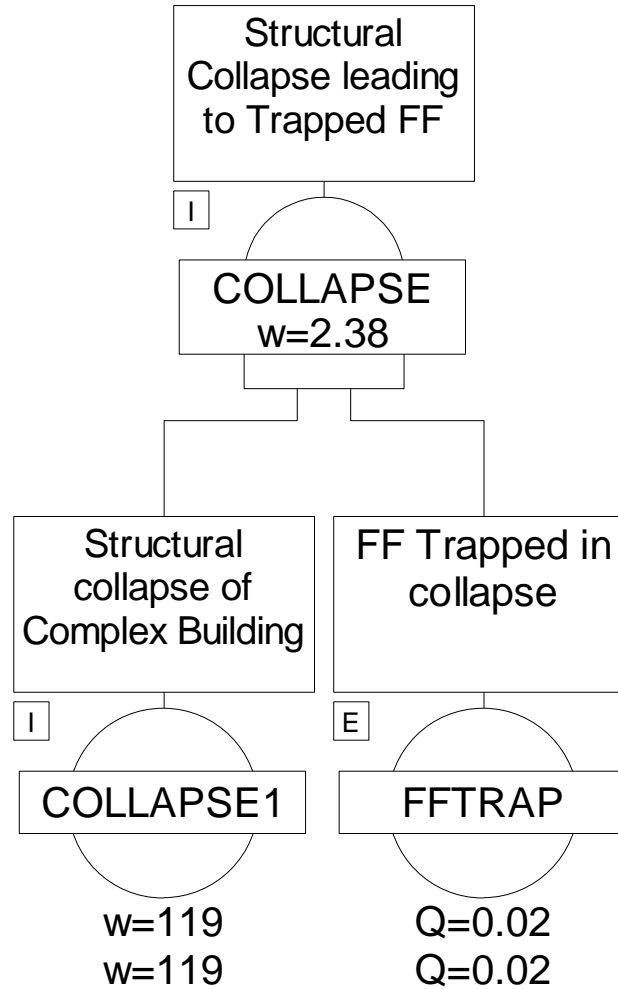 Structural
Collapse leading
to Trapped FF
I
COLLAPSE
w=2.38
Structural
collapse of
Complex Building
FF Trapped in
collapse
I
E
COLLAPSE1
FFTRAP
w=119
w=119
Q=0.02
Q=0.02